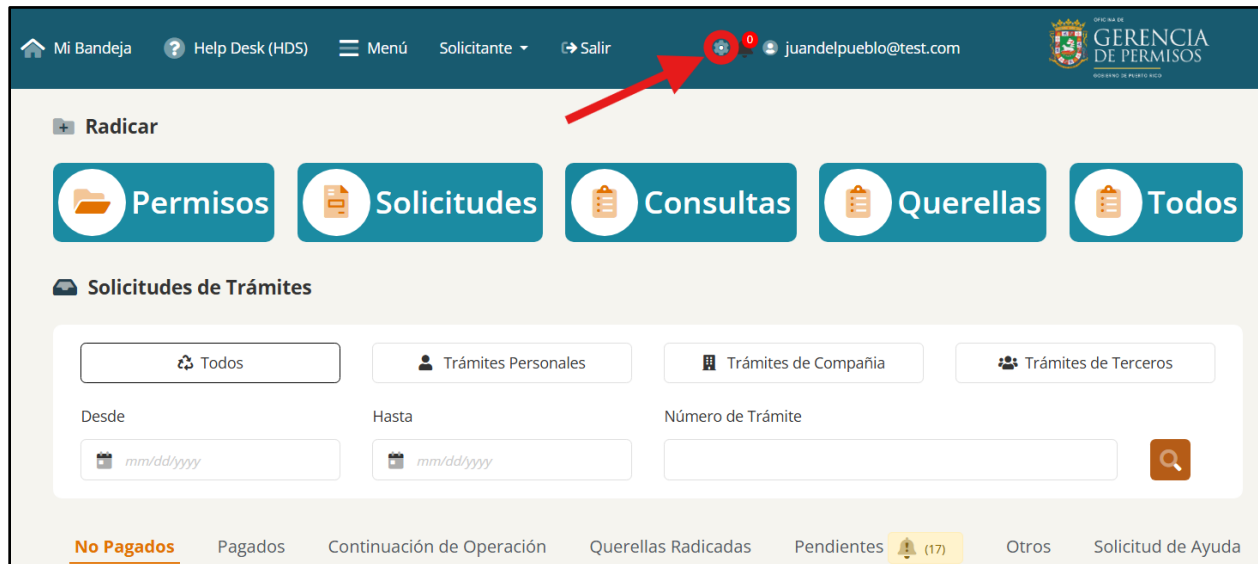 Mi Bandeja ? Help Desk (HDS) Menú Solicitante Salir 0 juandelpueblo@test.com
OFICINA DE
GERENCIA
DE PERMISOS
GOBIERNO DE PUERTO RICO
Radicar
Permisos Solicitudes Consultas Querellas Todos
Solicitudes de Trámites
Todos Trámites Personales Trámites de Compañia Trámites de Terceros
Desde Hasta Número de Trámite
mm/dd/yyyy mm/dd/yyyy
No Pagados Pagados Continuación de Operación Querellas Radicadas Pendientes (17) Otros Solicitud de Ayuda